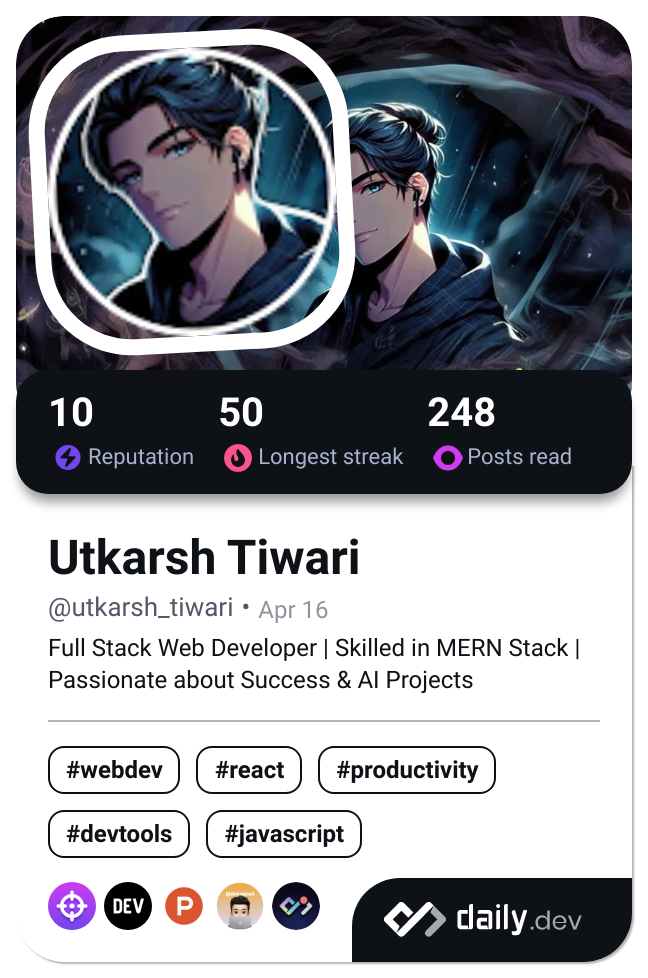 10 50 248
Reputation Longest streak Posts read
Utkarsh Tiwari
@utkarsh_tiwari • Apr 16
Full Stack Web Developer | Skilled in MERN Stack |
Passionate about Success & AI Projects
#webdev #react #productivity
#devtools #javascript
DEV P daily.dev